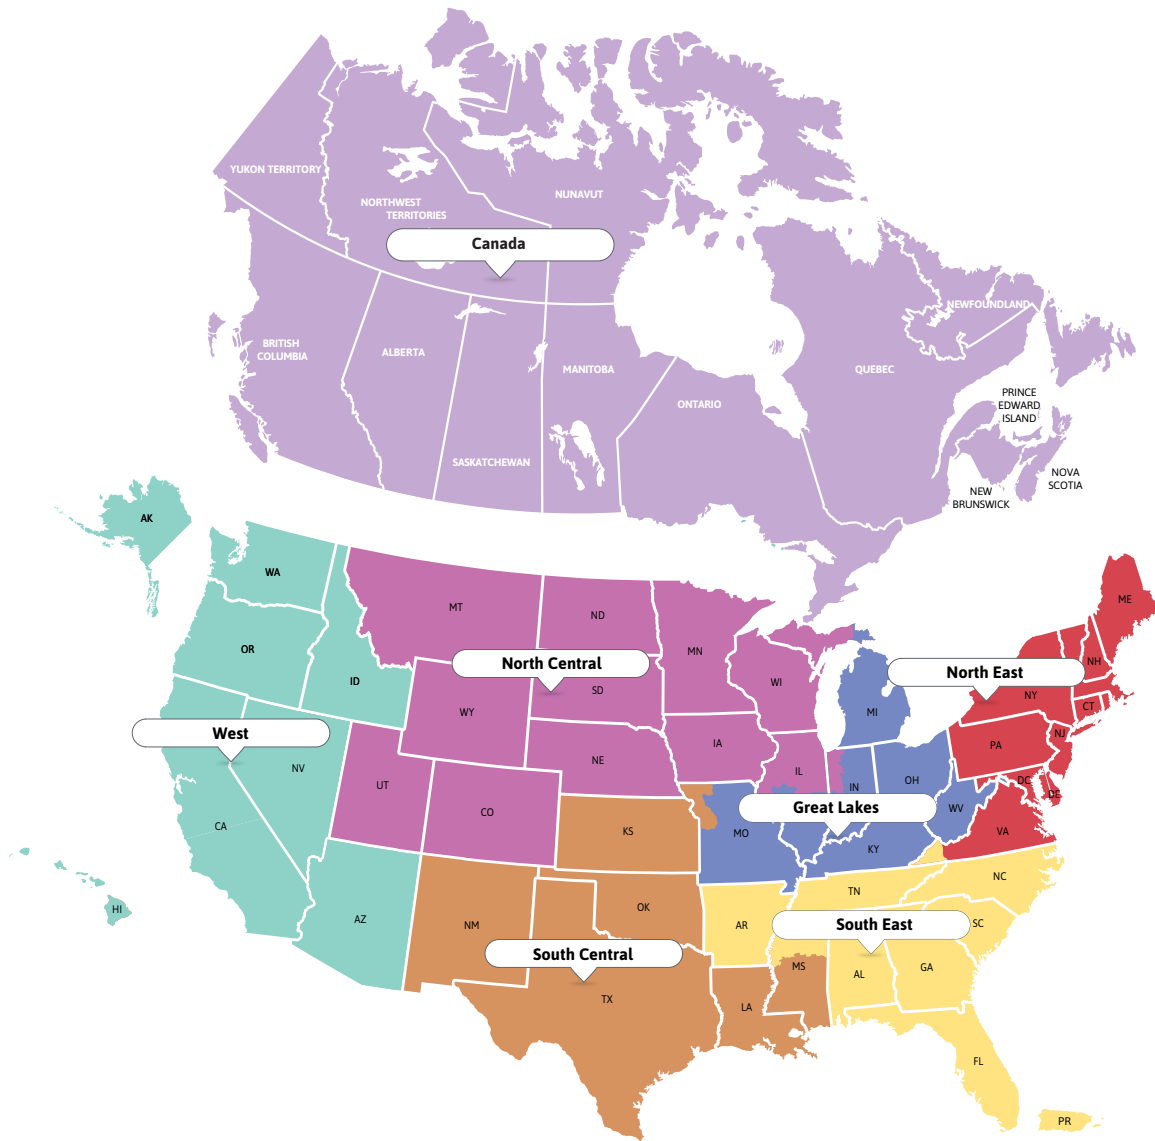 YUKON TERRITORY
NORTHWEST
TERRITORIES
NUNAVUT
Canada
NEWFOUNDLAND
BRITISH
COLUMBIA
ALBERTA
MANITOBA
QUEBEC
ONTARIO
PRINCE
EDWARD
ISLAND
SASKATCHEWAN
NOVA
SCOTIA
NEW
BRUNSWICK
AK
WA
OR
ID
MT
ND
MN
ME
NH
North Central
SD
WI
North East
NY
CT
WY
MI
West
NJ
IA
PA
NV
NE
IL
OH
DC
DE
UT
IN
CO
Great Lakes
WV
CA
KS
MO
VA
KY
TN
NC
HI
AZ
NM
OK
AR
South East
SC
South Central
MS
AL
GA
TX
LA
FL
PR